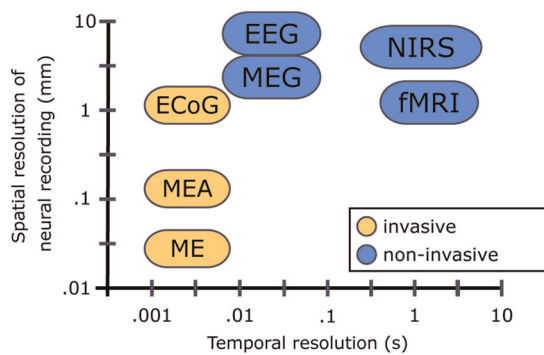 Spatial resolution of
neural recording (mm)
10
1
.1
.01
EEG
MEG
NIRS
fMRI
ECoG
MEA
ME
invasive
non-invasive
.001
.01
.1
1
10
Temporal resolution (s)